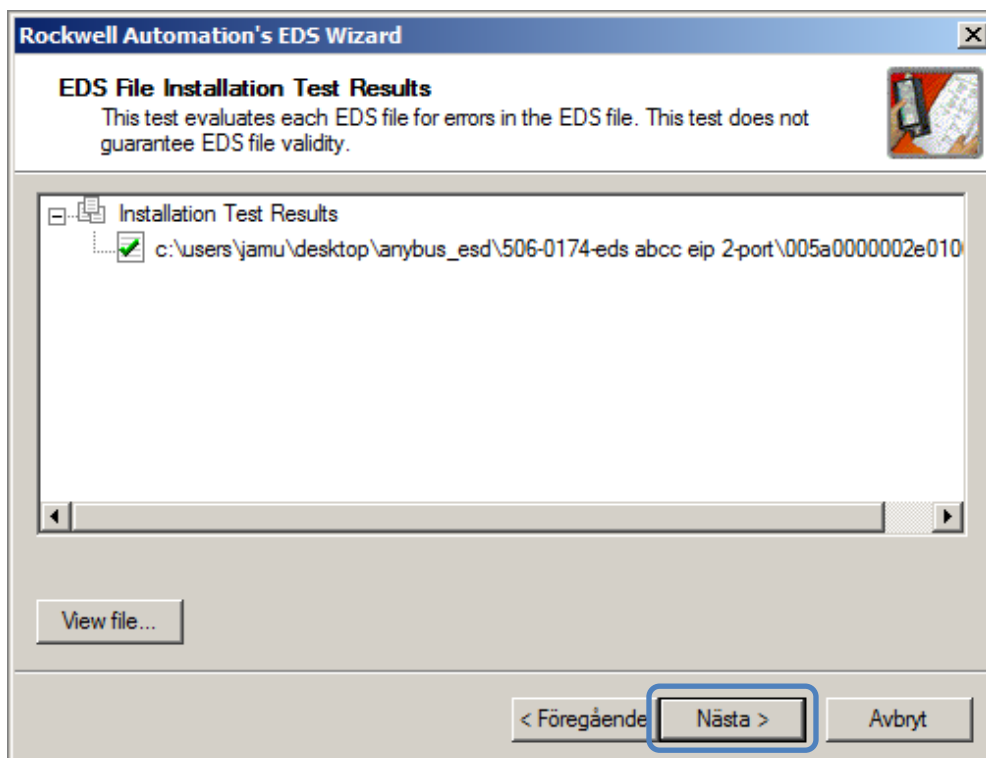 Rockwell Automation's EDS Wizard
EDS File Installation Test Results
This test evaluates each EDS file for errors in the EDS file. This test does not
guarantee EDS file validity.
Installation Test Results
c:\users\jamu\desktop\anybus_esd\506-0174-eds abcc eip 2-port\005a0000002e010
View file...
< Föregående
Nästa >
Avbryt